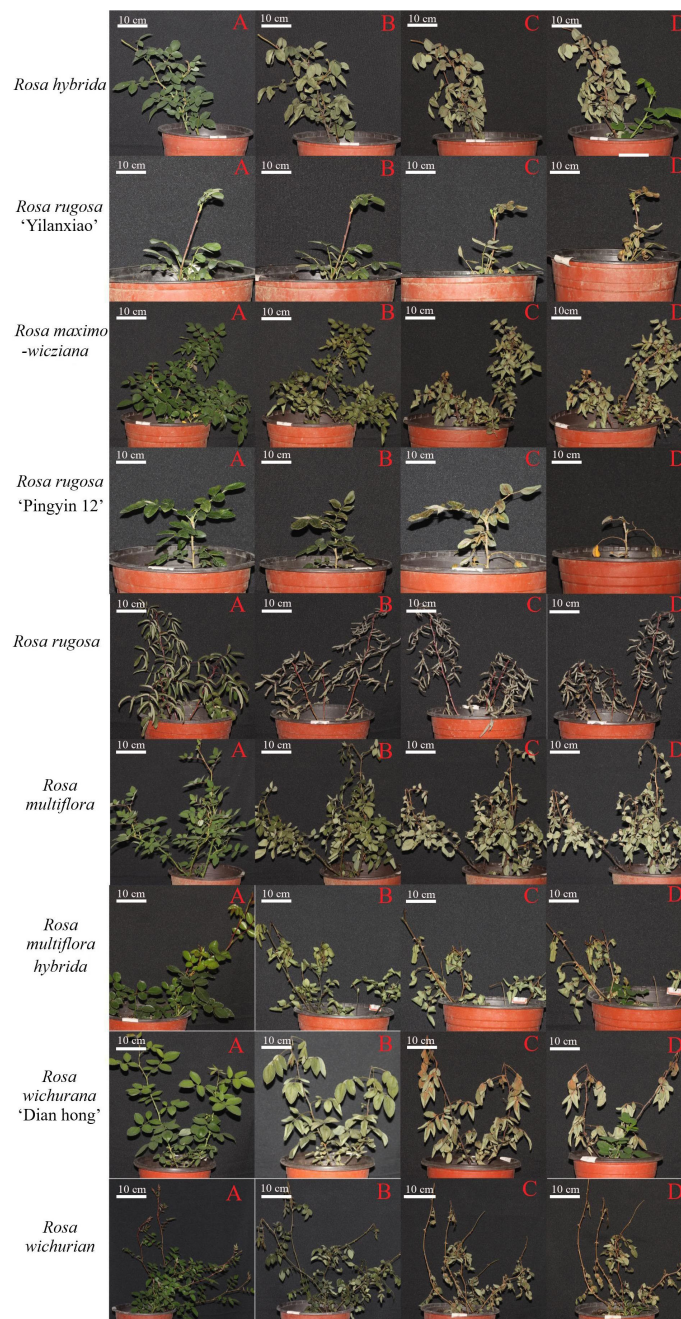 10 cm A 10 cm B 10 cm C 10 cm D
Rosa hybrida
10 cm A 10 cm B 10 cm C 10 cm D
Rosa rugosa
‘Yilanxiao’
10 cm A 10 cm B 10 cm C 10cm D
Rosa maximo
-wicziana
10 cm A 10 cm B 10 cm C 10 cm D
Rosa rugosa
‘Pingyin 12’
10 cm A 10 cm B 10 cm C 10 cm D
Rosa rugosa
10 cm A 10 cm B 10 cm C 10 cm D
Rosa
multiflora
10 cm A 10 cm B 10 cm C 10 cm D
Rosa
multiflora
hybrida
10 cm A 10 cm B 10 cm C 10 cm D
Rosa
wichurana
‘Dian hong’
10 cm A 10 cm B 10 cm C 10 cm D
Rosa
wichurian